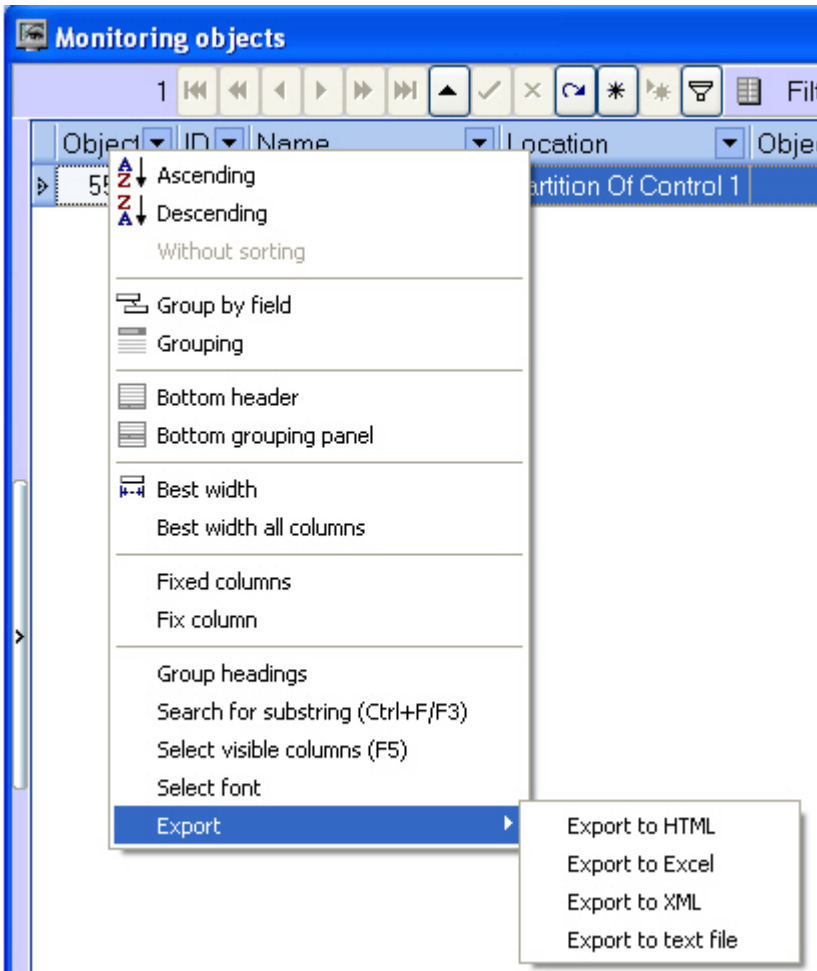 Monitoring objects
1 Filt
Object ID Name Location Obje
55 artition Of Control 1
Ascending
Descending
Without sorting
Group by field
Grouping
Bottom header
Bottom grouping panel
Best width
Best width all columns
Fixed columns
Fix column
Group headings
Search for substring (Ctrl+F/F3)
Select visible columns (F5)
Select font
Export
Export to HTML
Export to Excel
Export to XML
Export to text file